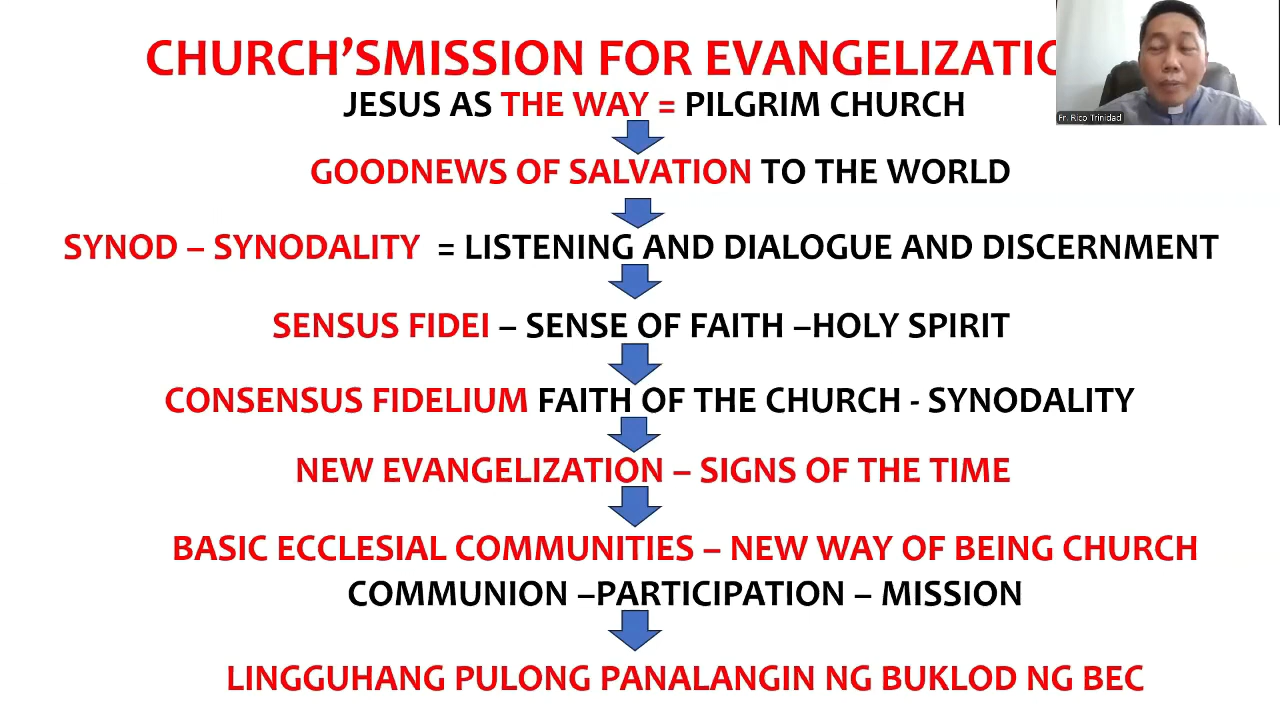 CHURCH'SMISSION FOR EVANGELIZATIO
JESUS AS THE WAY = PILGRIM CHURCH
Fr. Rico Trinidad
GOODNEWS OF SALVATION TO THE WORLD
SYNOD – SYNODALITY = LISTENING AND DIALOGUE AND DISCERNMENT
SENSUS FIDEI – SENSE OF FAITH –HOLY SPIRIT
CONSENSUS FIDELIUM FAITH OF THE CHURCH - SYNODALITY
NEW EVANGELIZATION – SIGNS OF THE TIME
BASIC ECCLESIAL COMMUNITIES – NEW WAY OF BEING CHURCH
COMMUNION –PARTICIPATION – MISSION
LINGGUHANG PULONG PANALANGIN NG BUKLOD NG BEC